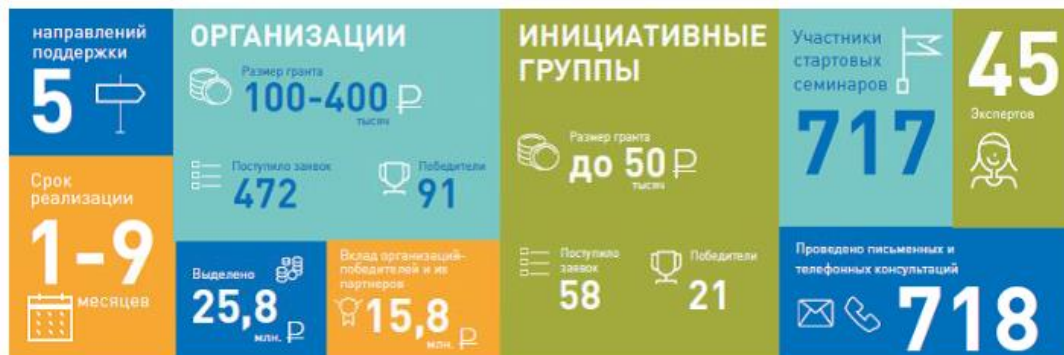 направлений
поддержки
5
Срок
реализации
1-9
месяцев
ОРГАНИЗАЦИИ
Размер гранта
100-400 ₽
тысяч
Поступило заявок
472
Победители
91
Выделено
25,8
млн. ₽
Вклад организаций-
победителей и их
партнеров
15,8
млн. ₽
ИНИЦИАТИВНЫЕ
ГРУППЫ
Размер гранта
до 50 ₽
тысяч
Поступило
заявок
58
Победители
21
Участники
стартовых
семинаров
717
45
Экспертов
Проведено письменных и
телефонных консультаций
718